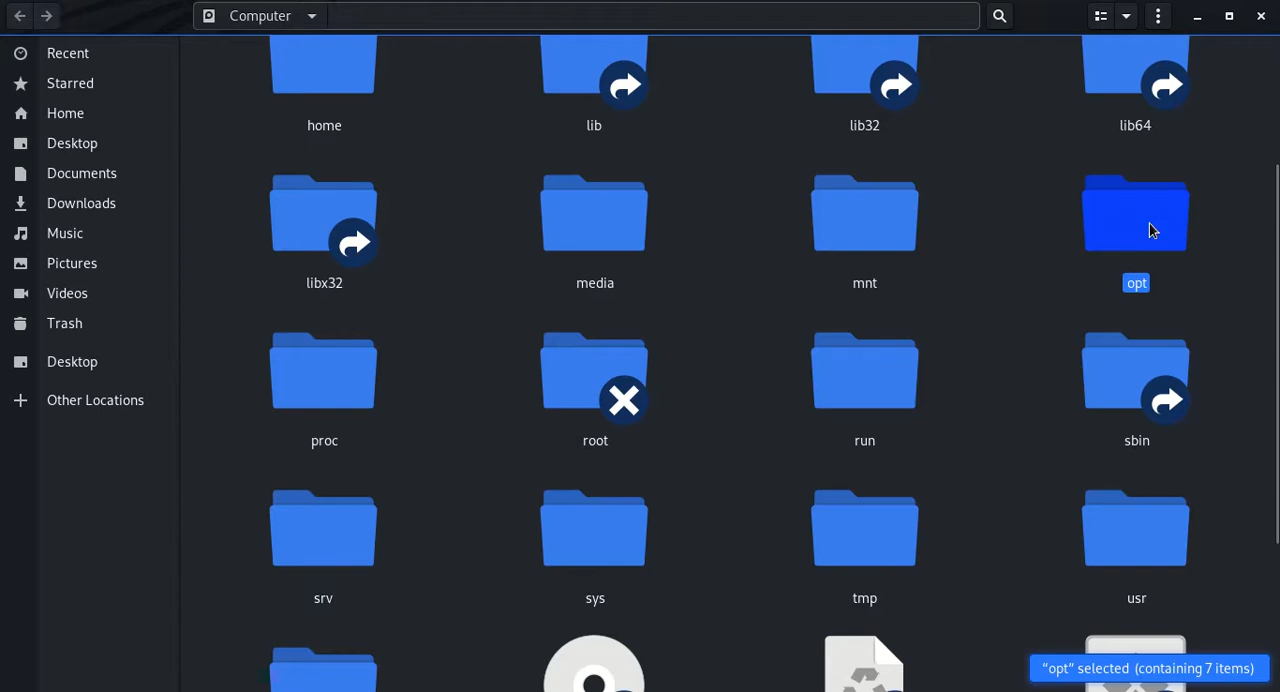 Computer
Recent
Starred
Home
Desktop
Documents
Downloads
Music
Pictures
Videos
Trash
Desktop
Other Locations
home lib lib32 lib64
libx32 media mnt opt
proc root run sbin
srv sys tmp usr
“opt” selected (containing 7 items)